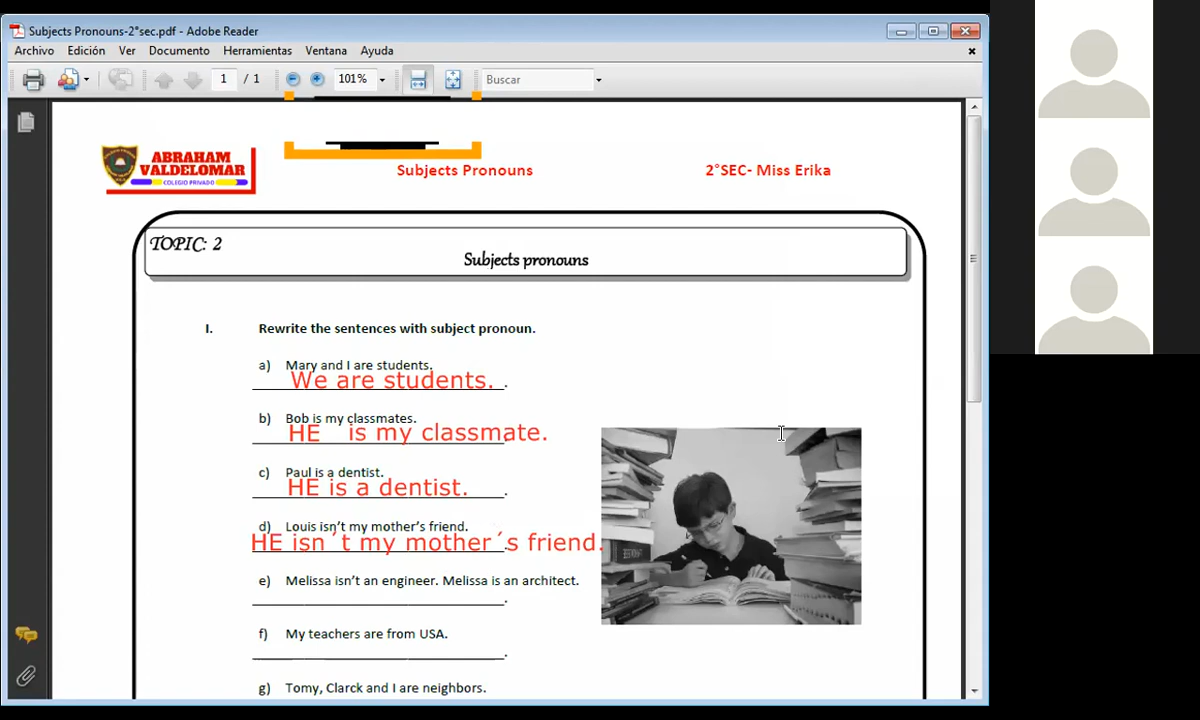 Subjects Pronouns-2°sec.pdf - Adobe Reader
Archivo Edición Ver Documento Herramientas Ventana Ayuda
1 / 1 101% Buscar
ABRAHAM
VALDELOMAR
COLEGIO PRIVADO
Subjects Pronouns 2°SEC- Miss Erika
TOPIC: 2
Subjects pronouns
I. Rewrite the sentences with subject pronoun.
a) Mary and I are students.
We are students. .
b) Bob is my classmates.
HE is my classmate.
c) Paul is a dentist.
HE is a dentist. .
d) Louis isn't my mother's friend.
HE isn´t my mother´s friend.
e) Melissa isn't an engineer. Melissa is an architect.
____________________.
f) My teachers are from USA.
____________________.
g) Tomy, Clarck and I are neighbors.